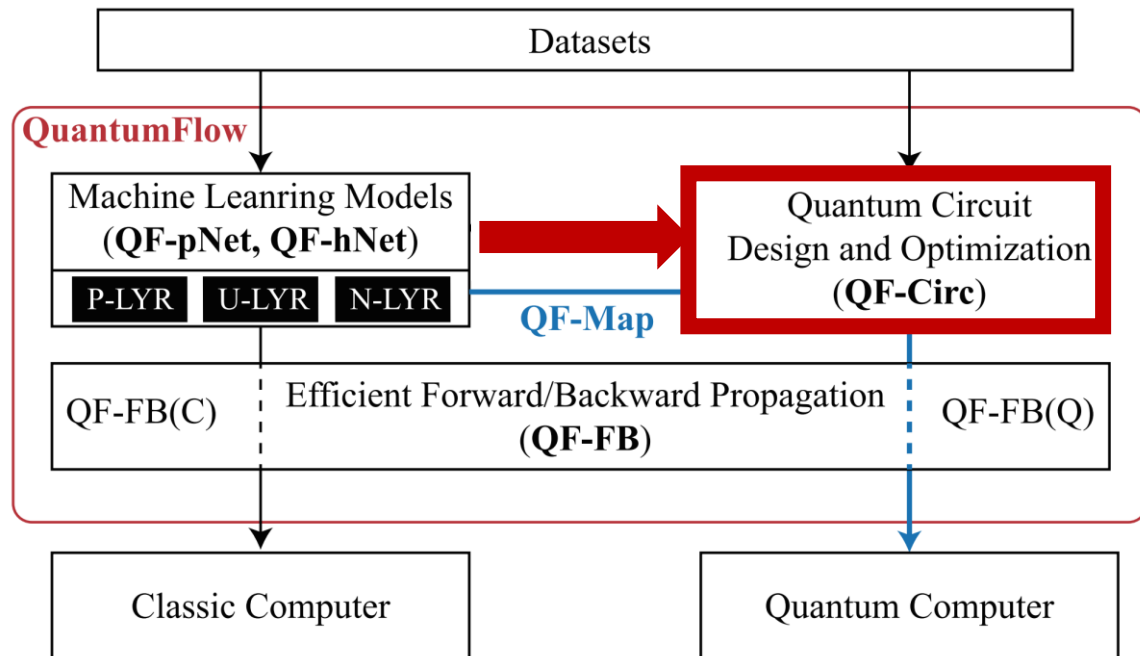 Datasets
QuantumFlow
Machine Leanring Models
(QF-pNet, QF-hNet)
P-LYR U-LYR N-LYR
Quantum Circuit
Design and Optimization
(QF-Circ)
QF-Map
QF-FB(C)
Efficient Forward/Backward Propagation
(QF-FB)
QF-FB(Q)
Classic Computer
Quantum Computer